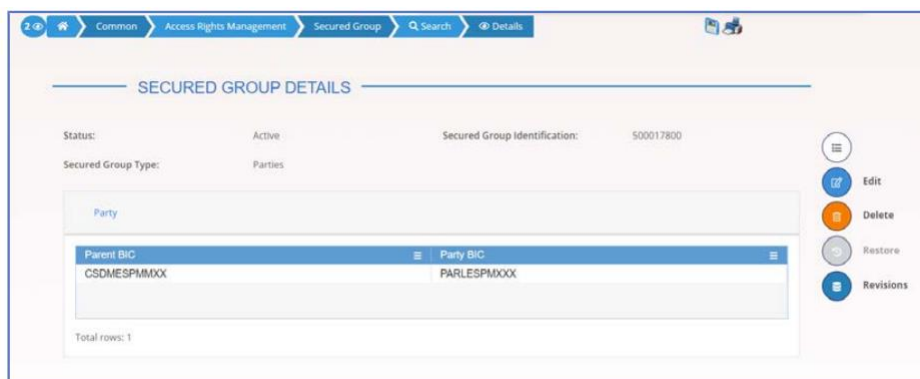 2 Common Access Rights Management Secured Group Search Details
SECURED GROUP DETAILS
Status: Active Secured Group Identification: 500017800
Secured Group Type: Parties
Edit
Party
Delete
Parent BIC Party BIC
Restore
CSDMESPMMXX PARLESPMXXX
Revisions
Total rows: 1